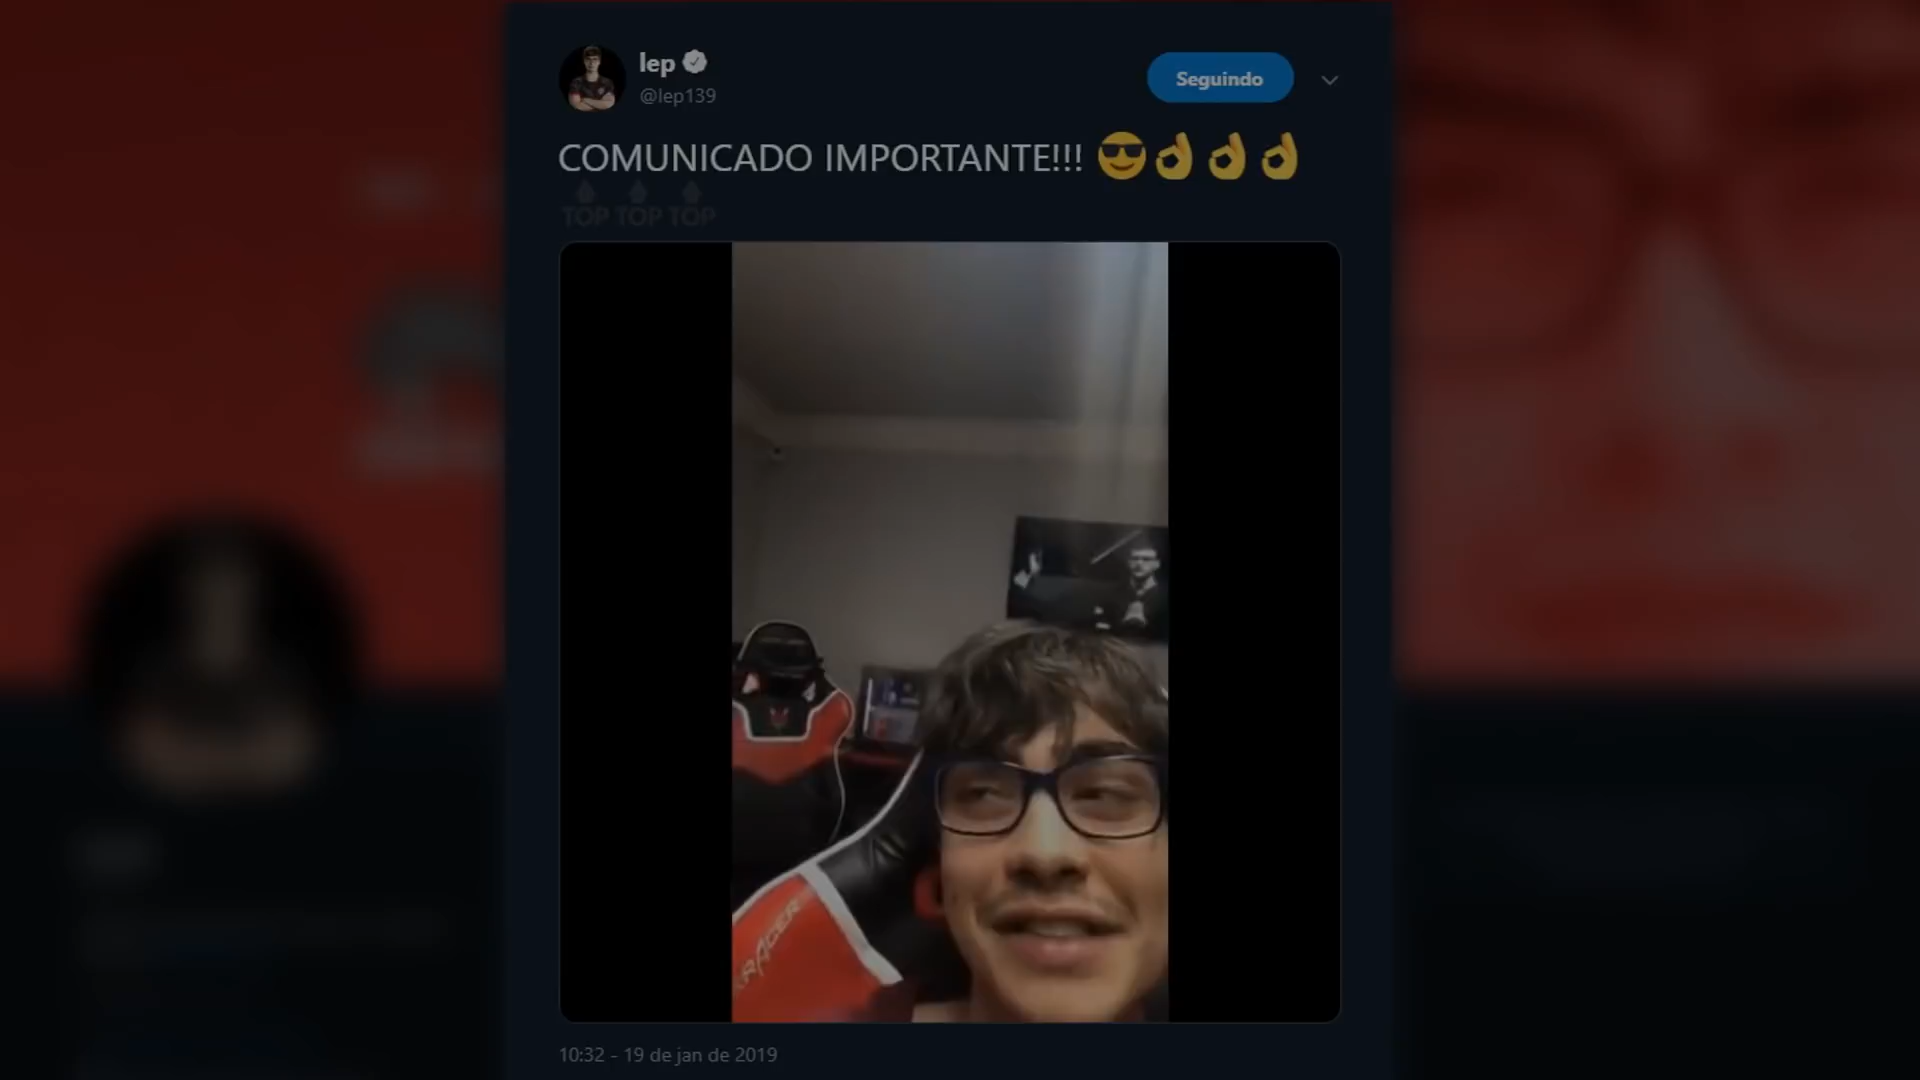 lep
@lep139
Seguindo
COMUNICADO IMPORTANTE!!! 😎👌👌👌
TOP TOP TOP
10:32 - 19 de jan de 2019